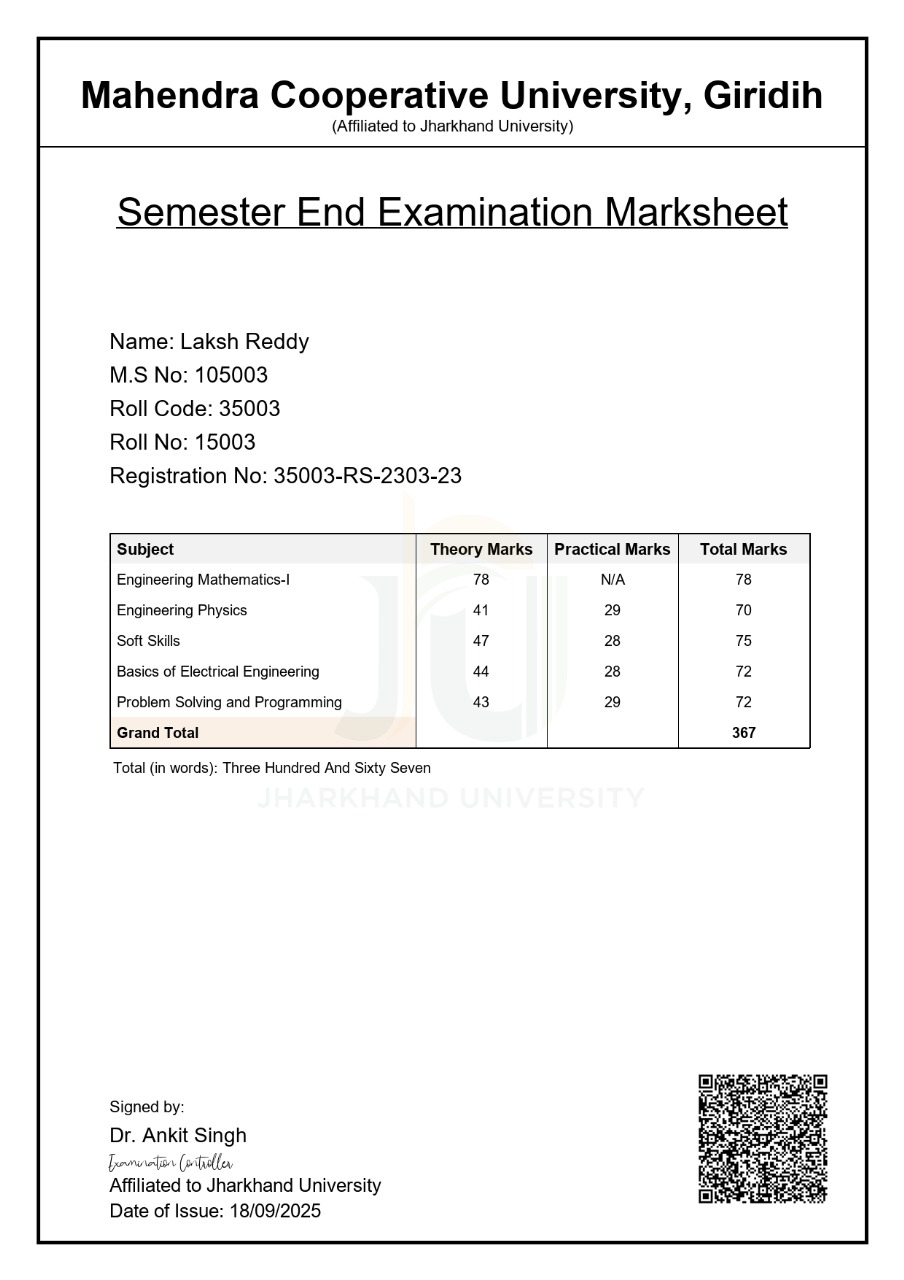 Mahendra Cooperative University, Giridih
(Affiliated to Jharkhand University)
Semester End Examination Marksheet
Name: Laksh Reddy
M.S No: 105003
Roll Code: 35003
Roll No: 15003
Registration No: 35003-RS-2303-23
Subject Theory Marks Practical Marks Total Marks
Engineering Mathematics-I 78 N/A 78
Engineering Physics 41 29 70
Soft Skills 47 28 75
Basics of Electrical Engineering 44 28 72
Problem Solving and Programming 43 29 72
Grand Total 367
Total (in words): Three Hundred And Sixty Seven
JU
JHARKHAND UNIVERSITY
Signed by:
Dr. Ankit Singh
Examination Controller
Affiliated to Jharkhand University
Date of Issue: 18/09/2025